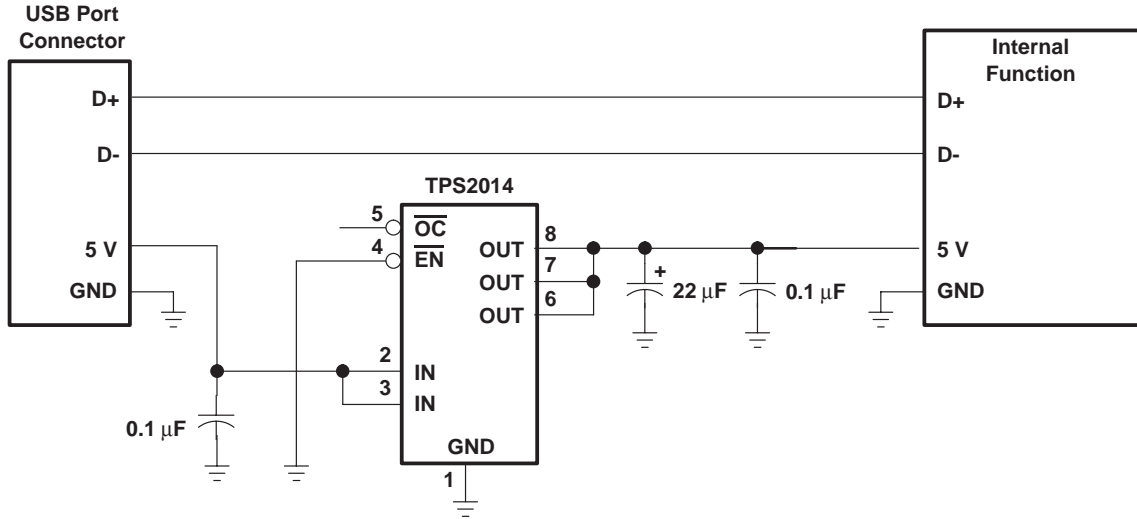 USB Port
Connector
Internal
Function
D+
D+
D-
D-
TPS2014
5
OC
4
EN
5 V
OUT
8
5 V
OUT
7
GND
22 μF
0.1 μF
GND
+
OUT
6
2
IN
3
IN
0.1 μF
GND
1